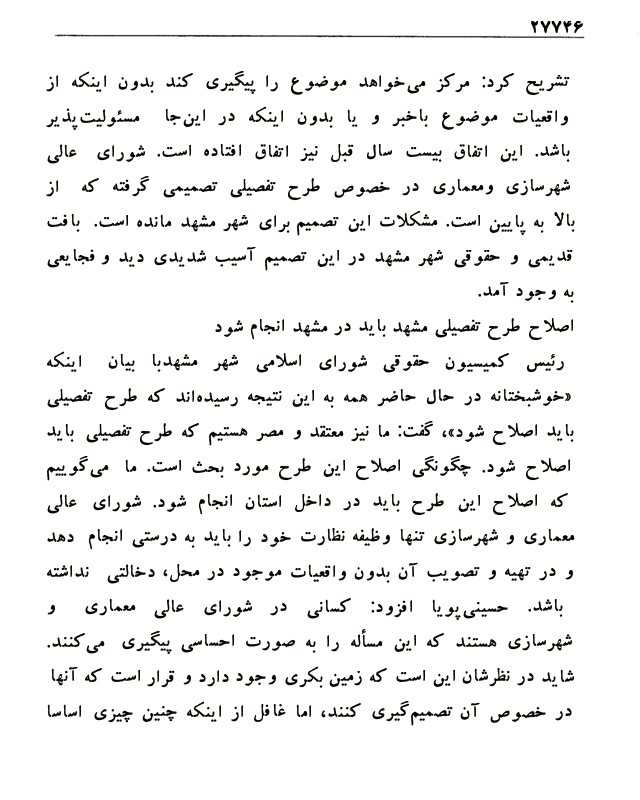 ۲۷۷۴۶
تشریح کرد: مرکز می‌خواهد موضوع را پیگیری کند بدون اینکه از
واقعیات موضوع باخبر و یا بدون اینکه در این‌جا مسئولیت‌پذیر
باشد. این اتفاق بیست سال قبل نیز اتفاق افتاده است. شورای عالی
شهرسازی ومعماری در خصوص طرح تفصیلی تصمیمی گرفته که از
بالا به پایین است. مشکلات این تصمیم برای شهر مشهد مانده است. بافت
قدیمی و حقوقی شهر مشهد در این تصمیم آسیب شدیدی دید و فجایعی
به وجود آمد.
اصلاح طرح تفصیلی مشهد باید در مشهد انجام شود
رئیس کمیسیون حقوقی شورای اسلامی شهر مشهدبا بیان اینکه
«خوشبختانه در حال حاضر همه به این نتیجه رسیده‌اند که طرح تفصیلی
باید اصلاح شود»، گفت: ما نیز معتقد و مصر هستیم که طرح تفصیلی باید
اصلاح شود. چگونگی اصلاح این طرح مورد بحث است. ما می‌گوییم
که اصلاح این طرح باید در داخل استان انجام شود. شورای عالی
معماری و شهرسازی تنها وظیفه نظارت خود را باید به درستی انجام دهد
و در تهیه و تصویب آن بدون واقعیات موجود در محل، دخالتی نداشته
باشد. حسینی‌پویا افزود: کسانی در شورای عالی معماری و
شهرسازی هستند که این مسأله را به صورت احساسی پیگیری می‌کنند.
شاید در نظرشان این است که زمین بکری وجود دارد و قرار است که آنها
در خصوص آن تصمیم‌گیری کنند، اما غافل از اینکه چنین چیزی اساسا